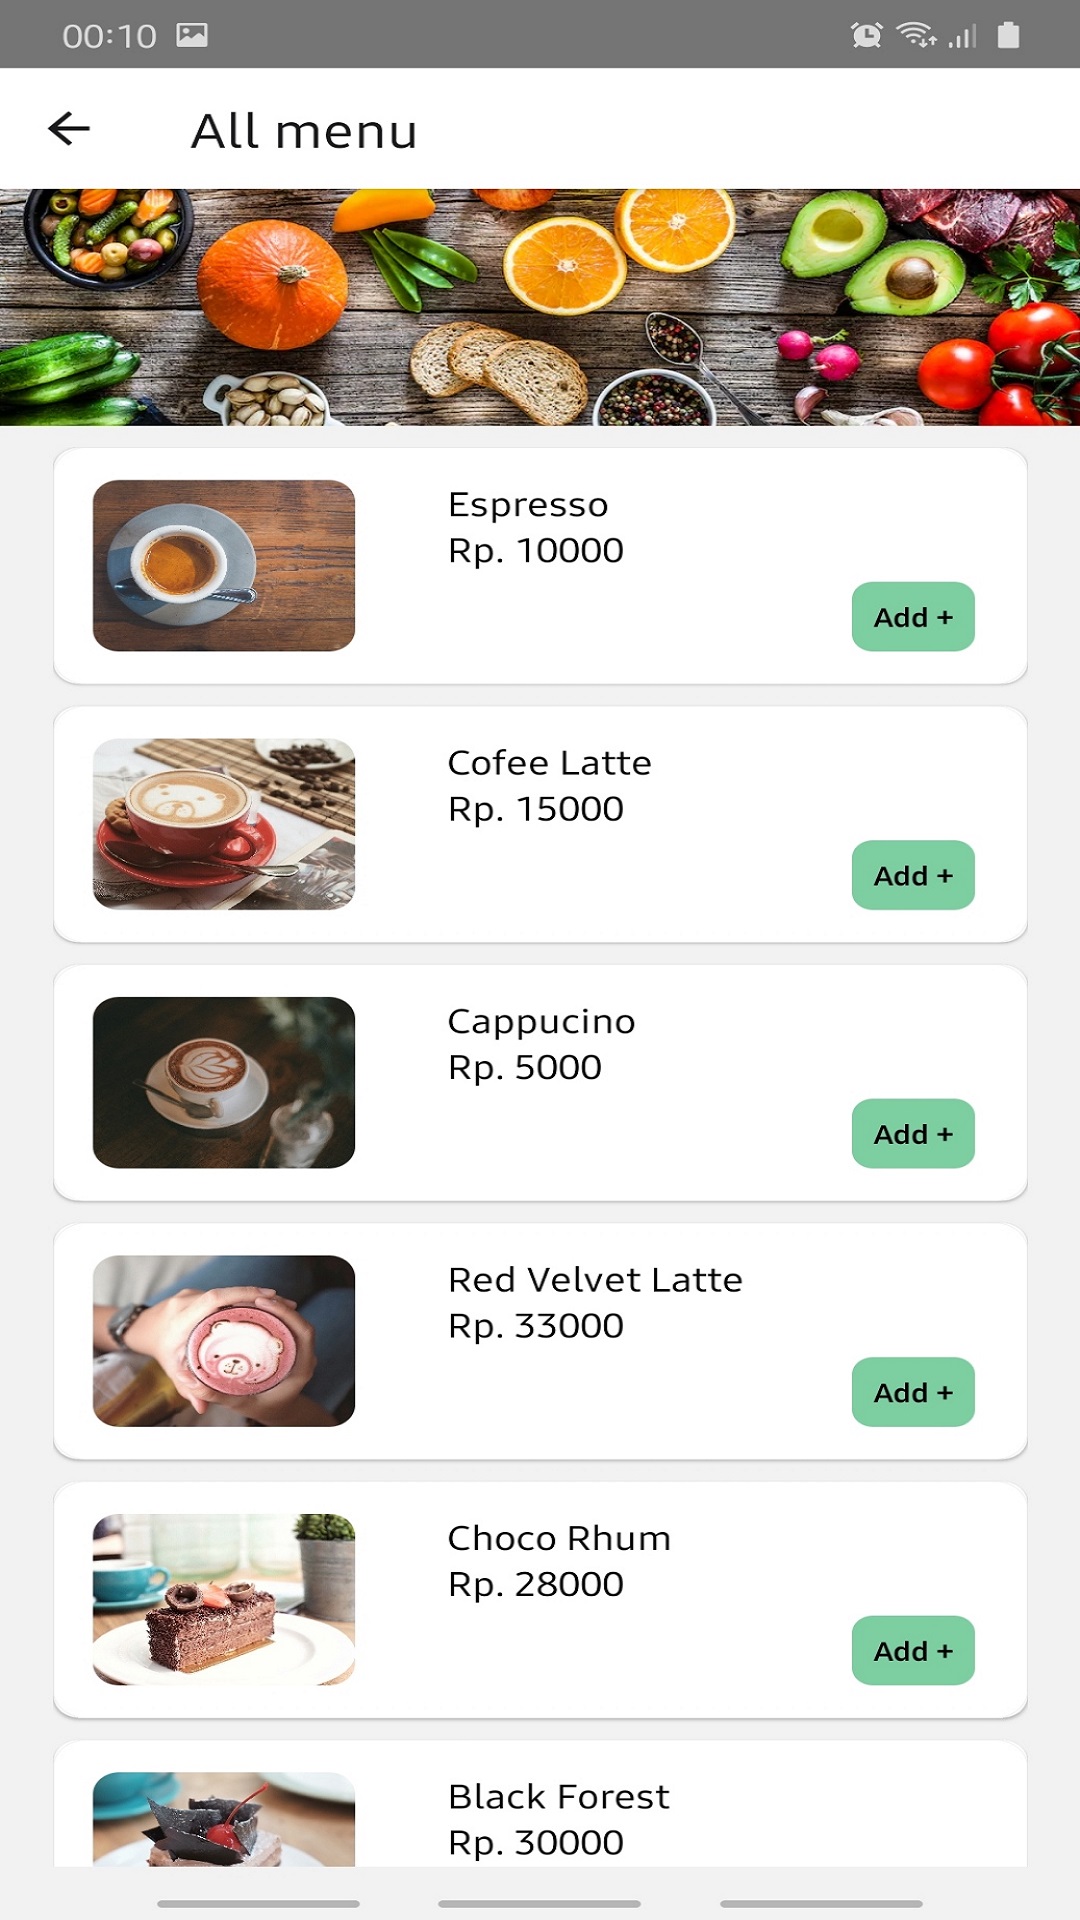 00:10
All menu
Espresso
Rp. 10000
Add +
Cofee Latte
Rp. 15000
Add +
Cappucino
Rp. 5000
Add +
Red Velvet Latte
Rp. 33000
Add +
Choco Rhum
Rp. 28000
Add +
Black Forest
Rp. 30000